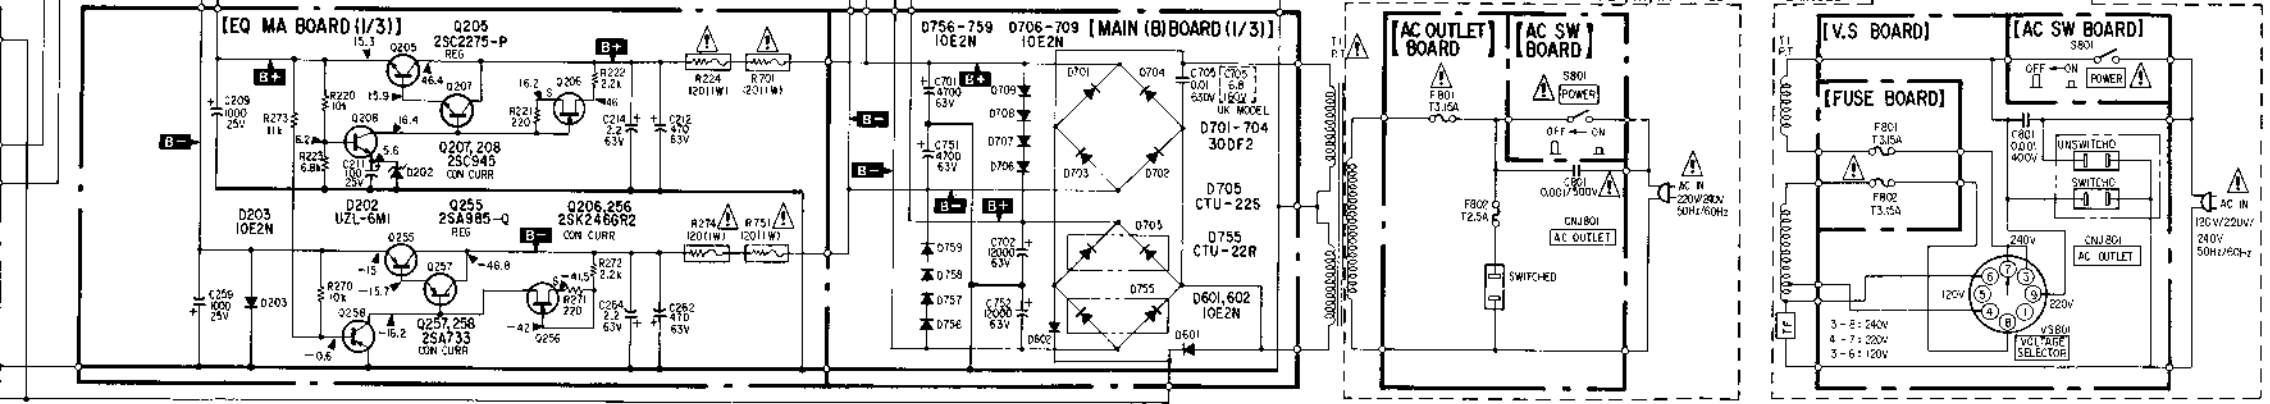 [EQ MA BOARD (1/3)]
Q205
2SC2275-P
REG
15.3
Q205
46.4
15.9
Q207
B+
B+
16.2
S
Q206
46
R222
2.2k
R221
220
R224
120(1W)
R701
120(1W)
C209
1000
25V
R273
11k
R220
10k
Q208
16.4
6.2
5.6
R223
6.8k
C211
100
25V
D202
Q207,208
2SC945
CON CURR
C214
2.2
63V
C212
470
63V
B-
D203
10E2N
D202
UZL-6M1
Q255
2SA985-Q
REG
Q206,256
2SK246GR2
CON CURR
B-
R274
120(1W)
R751
120(1W)
Q255
-15
-46.8
Q257
-15.7
R270
10k
Q258
-16.2
-0.6
Q257,258
2SA733
CON CURR
S
-41.5
R271
220
R272
2.2k
-42
Q256
C264
2.2
63V
C262
470
63V
C259
1000
25V
D203
D756-759
10E2N
D706-709
10E2N
[MAIN (B) BOARD (1/3)]
B-
B-
C701
4700
63V
B+
D709
D708
D707
D706
C751
4700
63V
B-
B+
D701
D704
D703
D702
C705
0.01
630V
C705
6.8
160V
UK MODEL
D701-704
30DF2
D705
CTU-22S
D755
CTU-22R
D601,602
10E2N
D759
D758
D757
D756
C702
12000
63V
C752
12000
63V
D705
D755
D602
D601
T1
P.T
[AC OUTLET
BOARD]
[AC SW
BOARD]
F801
T3.15A
S801
POWER
OFF ← ON
C801
0.001/500V
F802
T2.5A
CNJ801
AC OUTLET
SWITCHED
AC IN
220V/240V
50Hz/60Hz
T1
P.T
[V.S BOARD]
[AC SW BOARD]
S801
OFF ← ON
POWER
[FUSE BOARD]
F801
T3.15A
F802
T3.15A
C801
0.001
400V
UNSWITCHD
SWITCHD
CNJ801
AC OUTLET
AC IN
120V/220V/
240V
50Hz/60Hz
240V
120V
220V
6
7
3
5
9
4
8
1
TF
3-8: 240V
4-7: 220V
3-6: 120V
VS801
VOLTAGE
SELECTOR